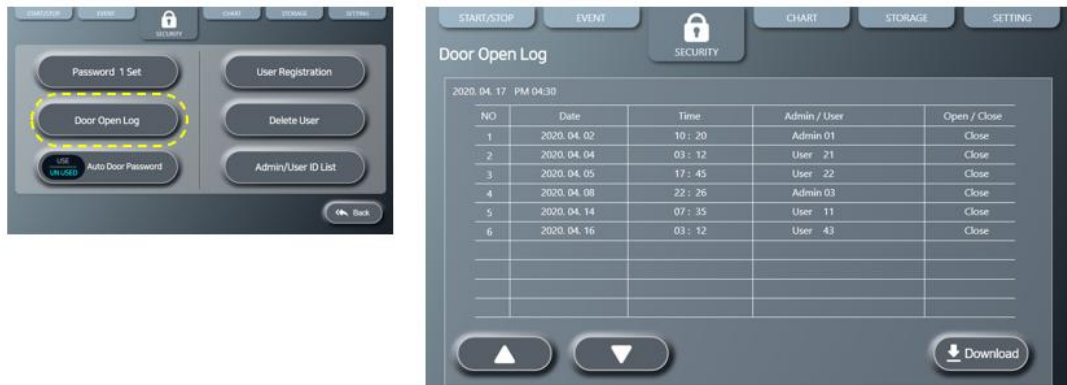 START/STOP EVENT CHART STORAGE SETTING
SECURITY
Password 1 Set
User Registration
Door Open Log
Delete User
USE
UN USED
Auto Door Password
Admin/User ID List
Back
START/STOP EVENT CHART STORAGE SETTING
SECURITY
Door Open Log
2020. 04. 17 PM 04:30
NO Date Time Admin / User Open / Close
1 2020. 04. 02 10 : 20 Admin 01 Close
2 2020. 04. 04 03 : 12 User 21 Close
3 2020. 04. 05 17 : 45 User 22 Close
4 2020. 04. 08 22 : 26 Admin 03 Close
5 2020. 04. 14 07 : 35 User 11 Close
6 2020. 04. 16 03 : 12 User 43 Close
Download